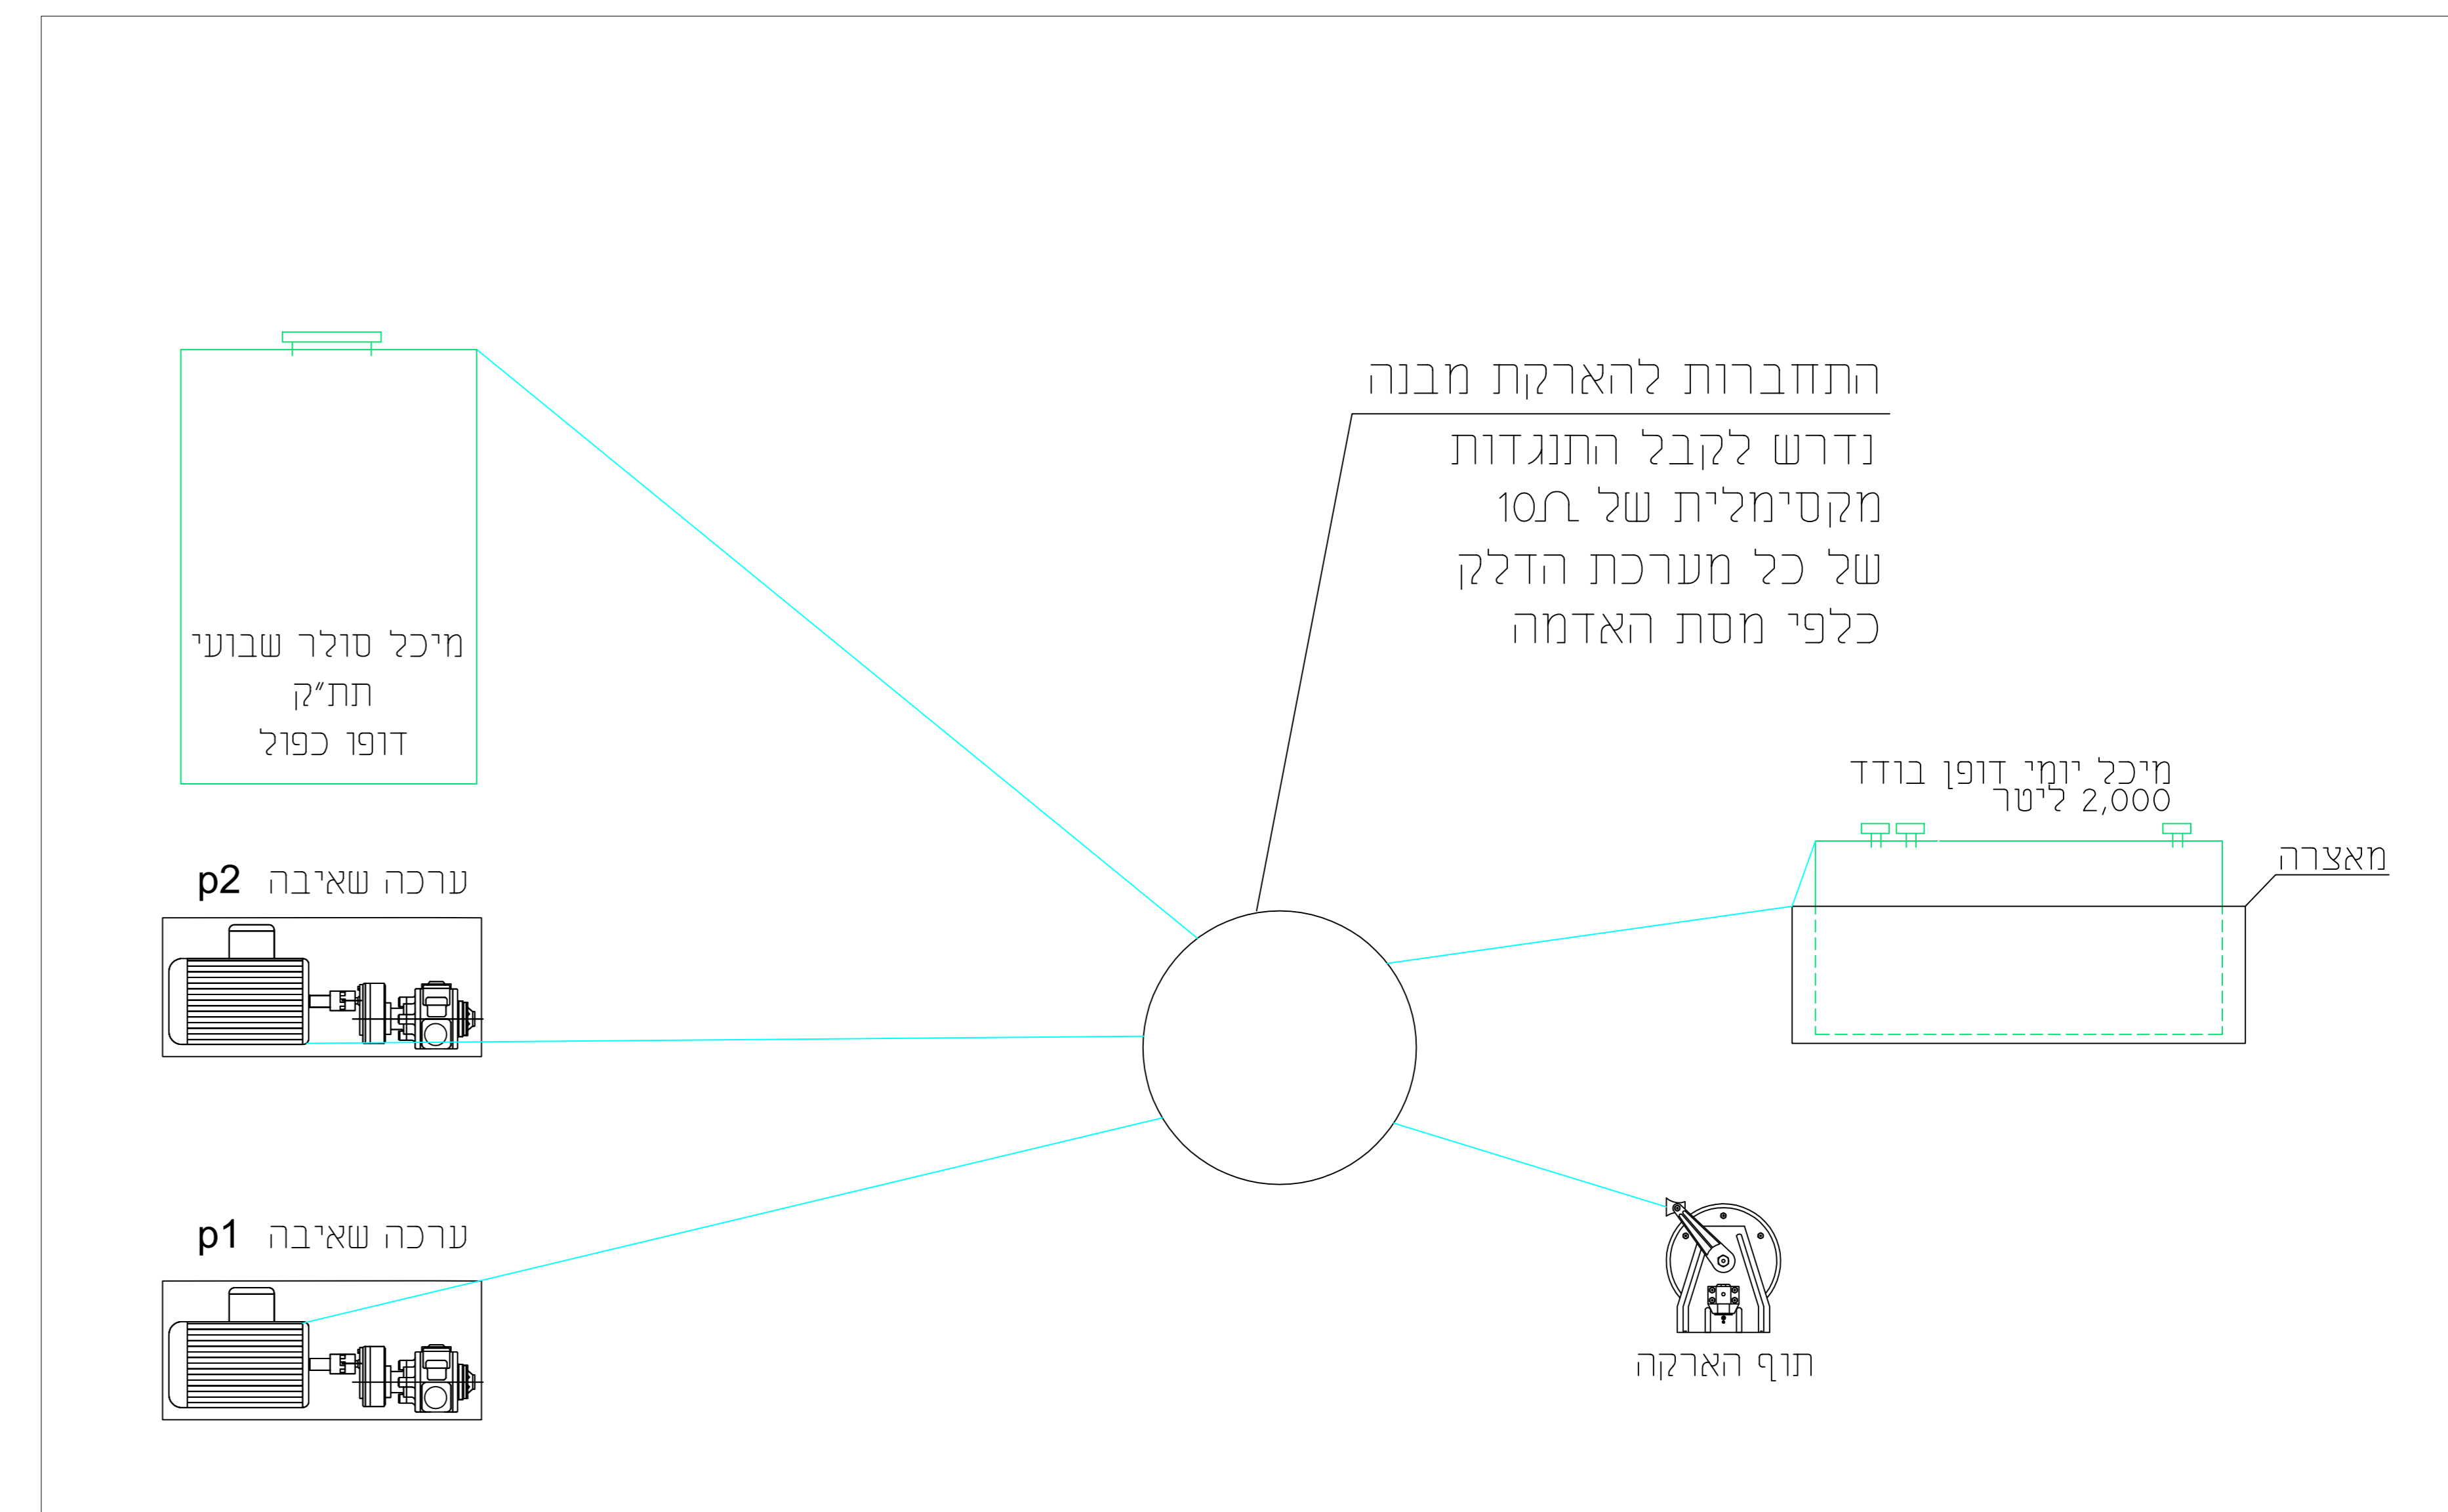 התחברות להארקת מבנה
נדרש לקבל התנגדות
מקסימלית של 10Ω
של כל מערכת הדלק
כלפי מסת האדמה
מיכל סולר שבועי
תת״ק
דופו כפול
מיכל יומי דופן בודד
2,000 ליטר
מאצרה
ערכה שאיבה p2
ערכה שאיבה p1
תוף הארקה